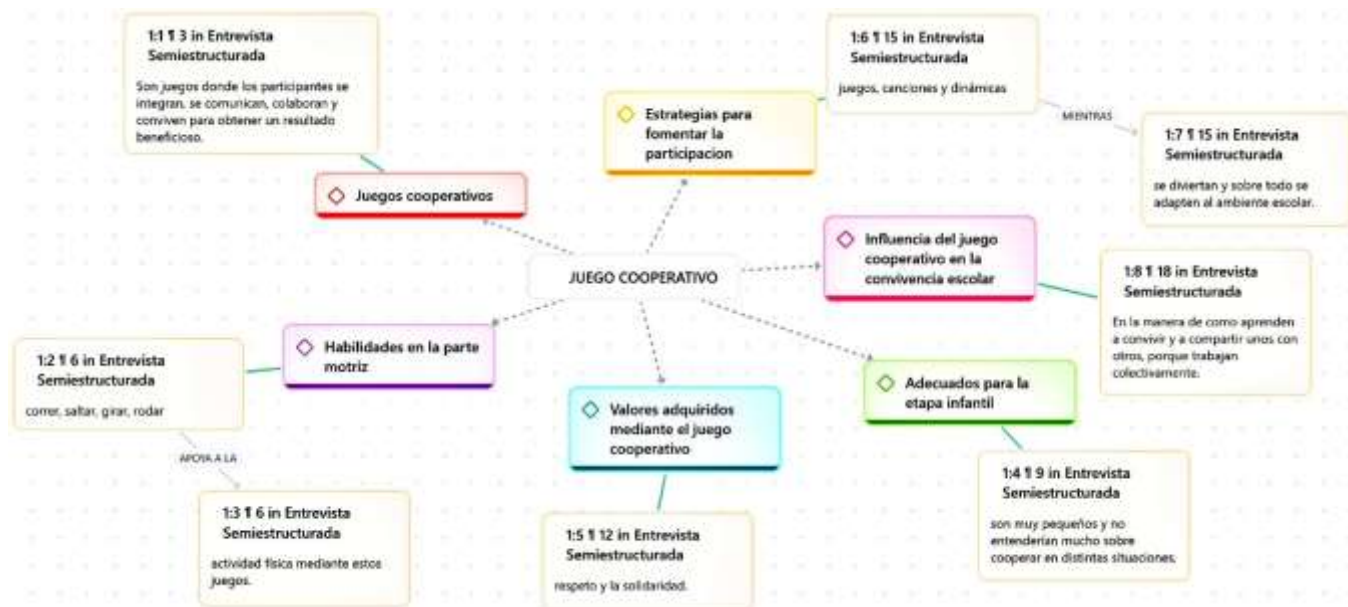 1:1 ¶ 3 in Entrevista
Semiestructurada
Son juegos donde los participantes se
integran, se comunican, colaboran y
conviven para obtener un resultado
beneficioso.
Juegos cooperativos
Estrategias para
fomentar la
participacion
1:6 ¶ 15 in Entrevista
Semiestructurada
juegos, canciones y dinámicas
MIENTRAS
1:7 ¶ 15 in Entrevista
Semiestructurada
se diviertan y sobre todo se
adapten al ambiente escolar.
Influencia del juego
cooperativo en la
convivencia escolar
JUEGO COOPERATIVO
1:8 ¶ 18 in Entrevista
Semiestructurada
En la manera de como aprenden
a convivir y a compartir unos con
otros, porque trabajan
colectivamente.
Habilidades en la parte
motriz
1:2 ¶ 6 in Entrevista
Semiestructurada
correr, saltar, girar, rodar
APOYA A LA
1:3 ¶ 6 in Entrevista
Semiestructurada
actividad física mediante estos
juegos.
Valores adquiridos
mediante el juego
cooperativo
1:5 ¶ 12 in Entrevista
Semiestructurada
respeto y la solidaridad.
Adecuados para la
etapa infantil
1:4 ¶ 9 in Entrevista
Semiestructurada
son muy pequeños y no
entenderían mucho sobre
cooperar en distintas situaciones.